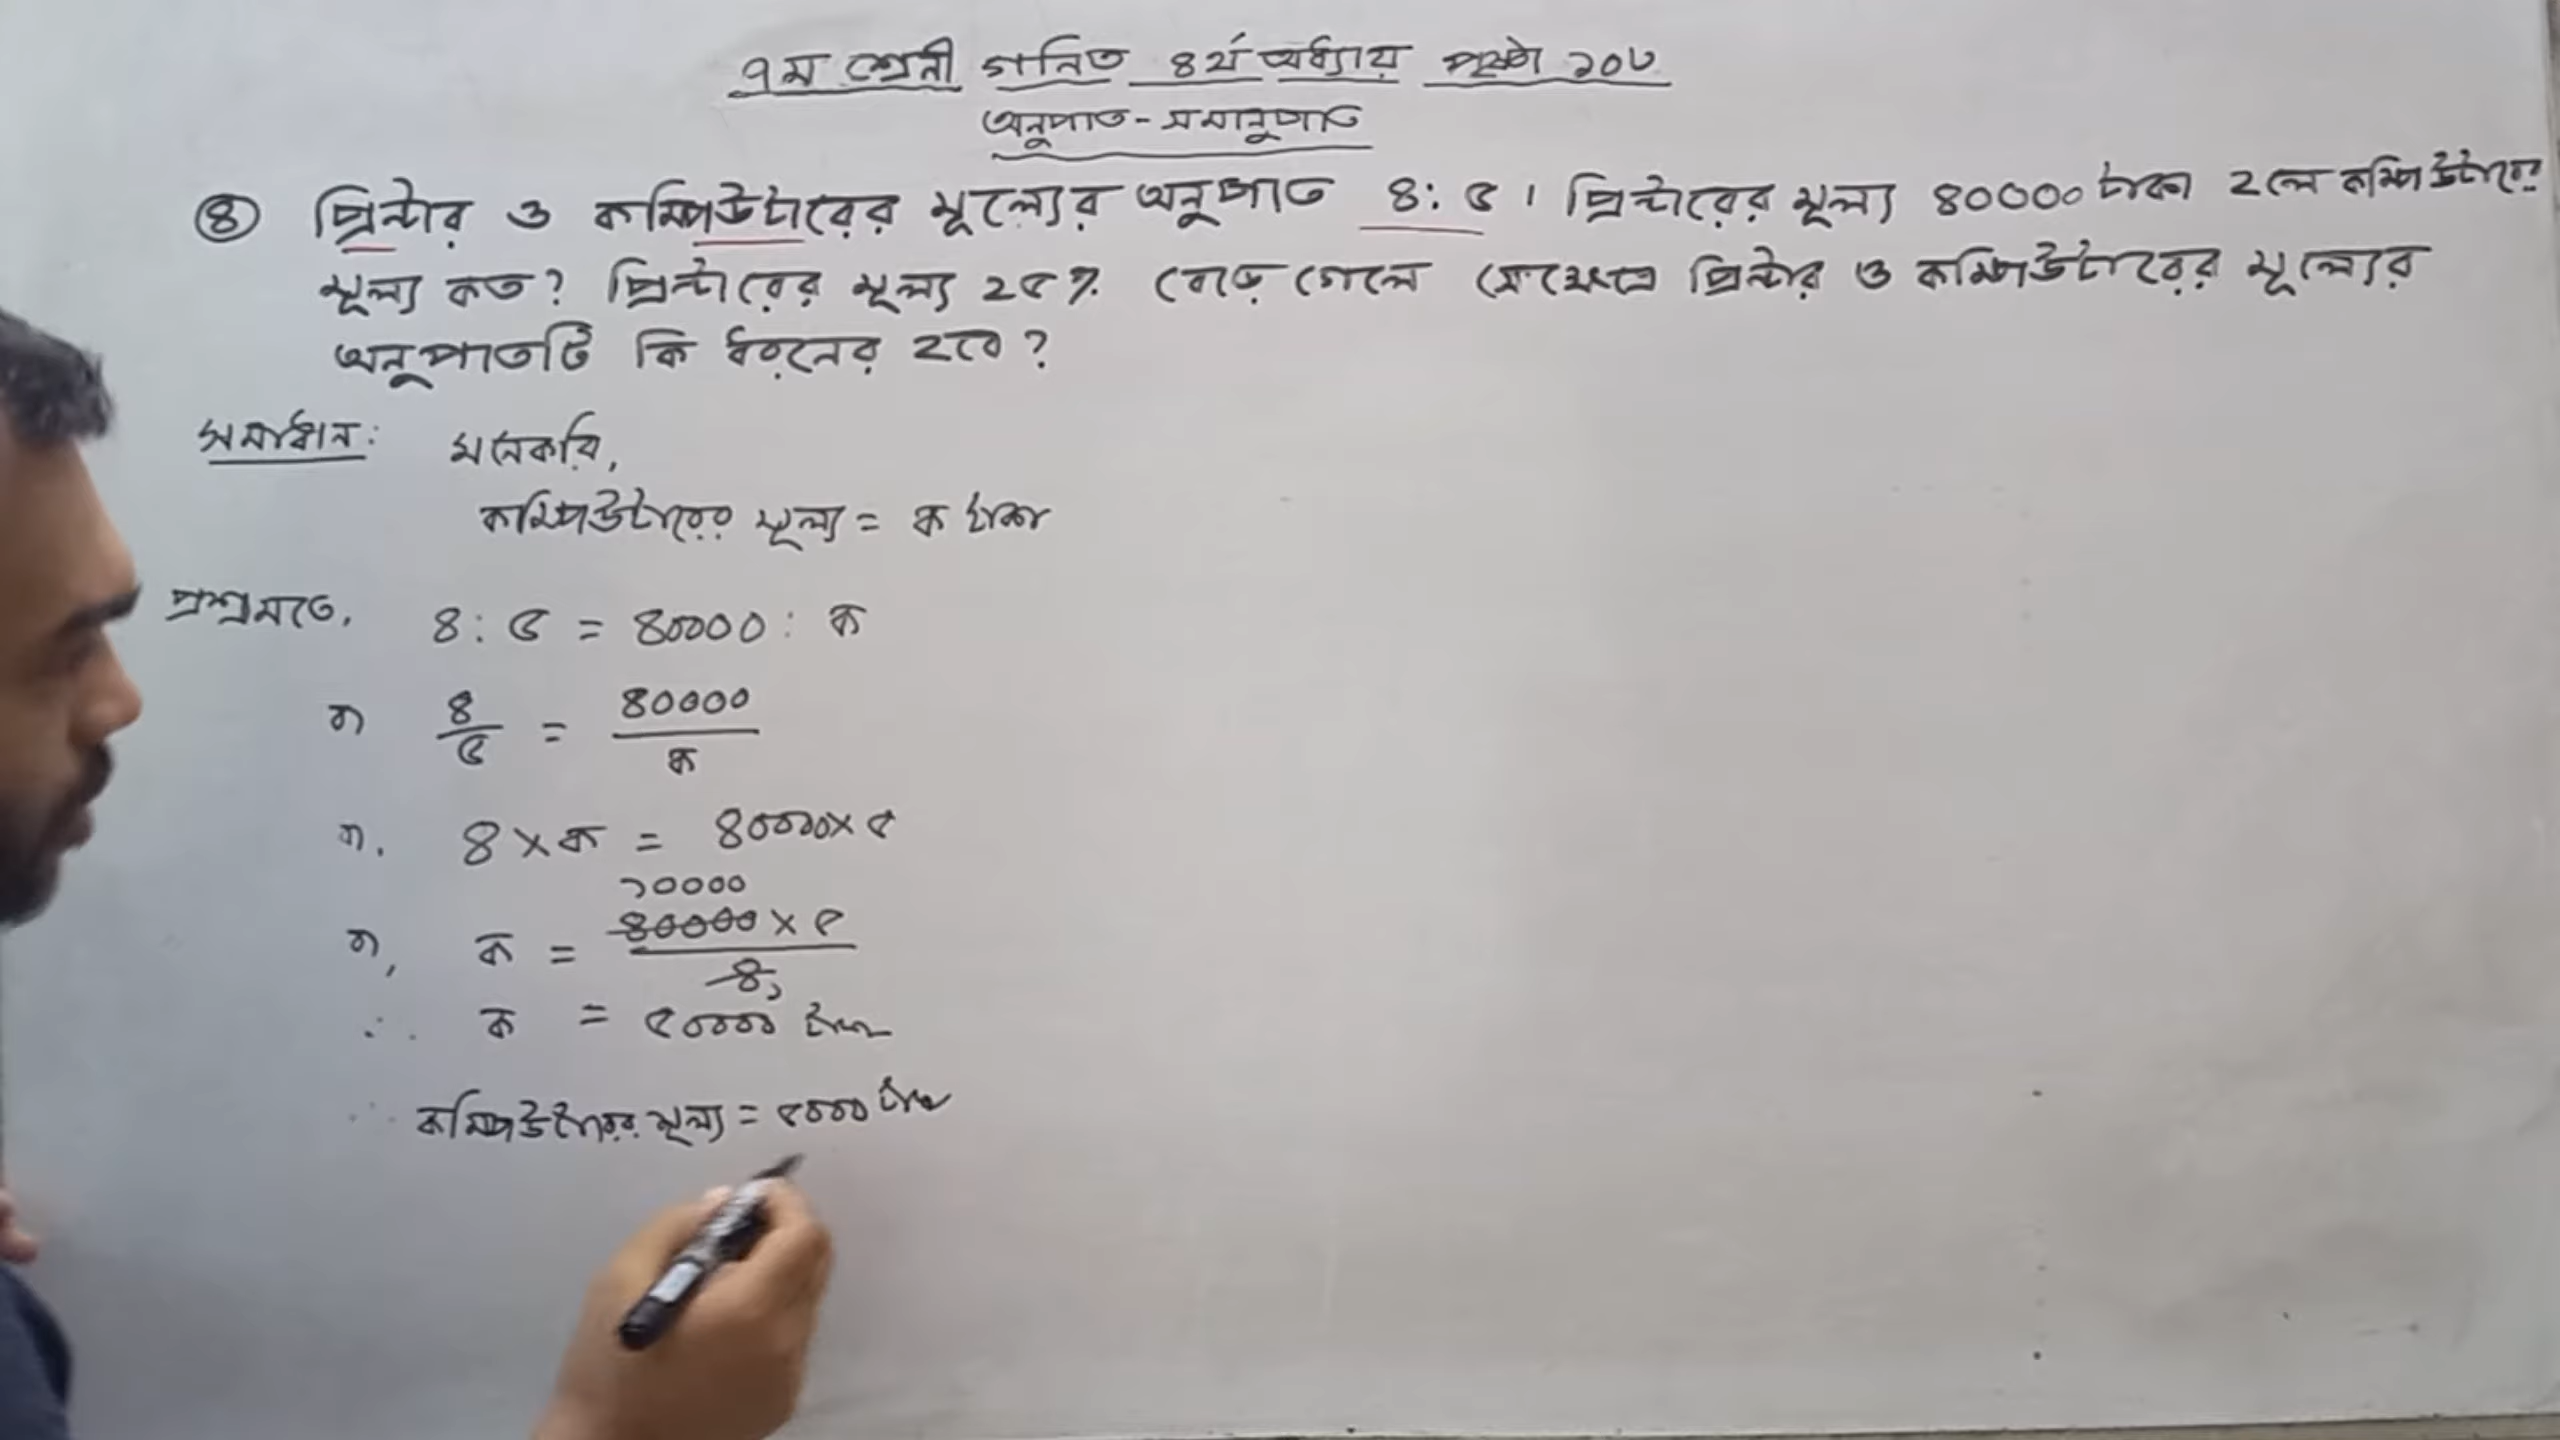 ৭ম শ্রেনী গনিত ৪র্থ অধ্যায় পৃষ্ঠা ১০৮
অনুপাত-সমানুপাত
৪ প্রিন্টার ও কম্পিউটারের মূল্যের অনুপাত ৪:৫। প্রিন্টারের মূল্য ৪০০০০ টাকা হলে কম্পিউটারের
মূল্য কত? প্রিন্টারের মূল্য ২৫% বেড়ে গেলে সেক্ষেত্রে প্রিন্টার ও কম্পিউটারের মূল্যের
অনুপাতটি কি ধরনের হবে?
সমাধান: মনেকরি,
কম্পিউটারের মূল্য = ক টাকা
প্রশ্নমতে, ৪:৫ = ৪০০০০ : ক
বা ৪/৫ = ৪০০০০/ক
বা, ৪×ক = ৪০০০০×৫
১০০০০
বা, ক = ৪০০০০×৫/৪১
∴ ক = ৫০০০০ টাকা
∴ কম্পিউটারের মূল্য = ৫০০০ টাকা